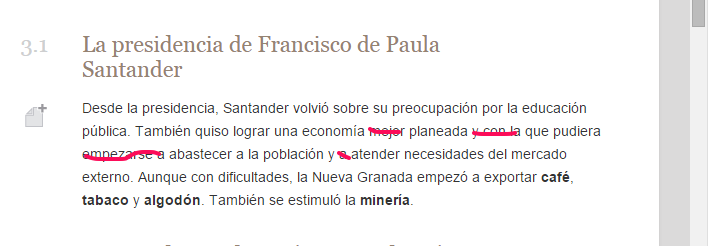 3.1
La presidencia de Francisco de Paula
Santander
Desde la presidencia, Santander volvió sobre su preocupación por la educación
pública. También quiso lograr una economía mejor planeada y con la que pudiera
empezarse a abastecer a la población y a atender necesidades del mercado
externo. Aunque con dificultades, la Nueva Granada empezó a exportar café,
tabaco y algodón. También se estimuló la minería.